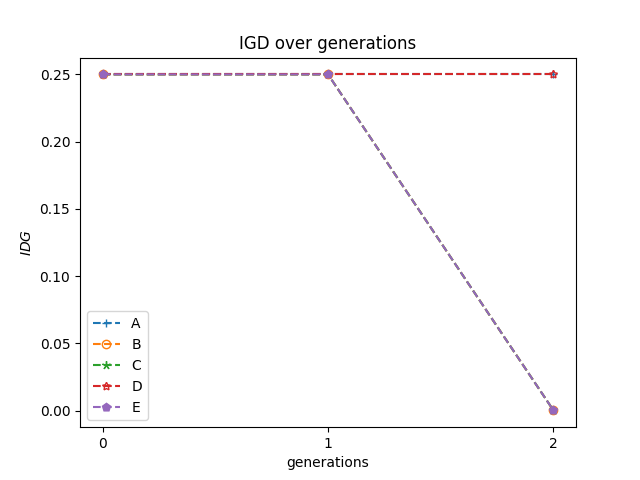 IGD over generations
0.25
0.20
0.15
0.10
0.05
0.00
IDG
A
B
C
D
E
0 1 2
generations